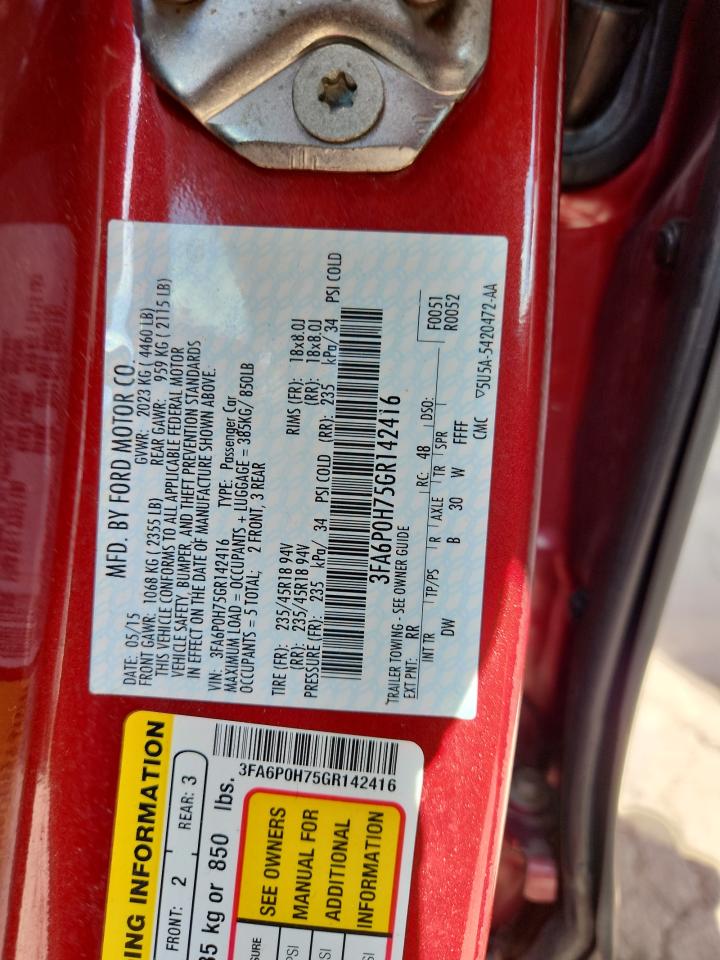 MFD. BY FORD MOTOR CO.
DATE: 05/15 GVWR: 2023 KG ( 4460 LB)
FRONT GAWR: 1068 KG ( 2355 LB) REAR GAWR: 959 KG ( 2115 LB)
THIS VEHICLE CONFORMS TO ALL APPLICABLE FEDERAL MOTOR
VEHICLE SAFETY, BUMPER, AND THEFT PREVENTION STANDARDS
IN EFFECT ON THE DATE OF MANUFACTURE SHOWN ABOVE.
VIN: 3FA6P0H75GR142416 TYPE: Passenger Car
MAXIMUM LOAD = OCCUPANTS + LUGGAGE = 385KG/ 850LB
OCCUPANTS = 5 TOTAL; 2 FRONT, 3 REAR
TIRE (FR): 235/45R18 94V RIMS (FR): 18x8.0J
(RR): 235/45R18 94V (RR): 18x8.0J
PRESSURE (FR): 235 kPa/ 34 PSI COLD (RR): 235 kPa/ 34 PSI COLD
3FA6P0H75GR142416
TRAILER TOWING - SEE OWNER GUIDE
EXT PNT: RR RC: 48 DSO: F0051
R0052
INT TR TP/PS R AXLE TR SPR
DW B 30 W FFFF
CMC ▽5U5A-5420472-AA
ING INFORMATION
FRONT: 2 REAR: 3
85 kg or 850 lbs.
3FA6P0H75GR142416
SEE OWNERS
MANUAL FOR
ADDITIONAL
INFORMATION
SSURE
PSI
SI
SI